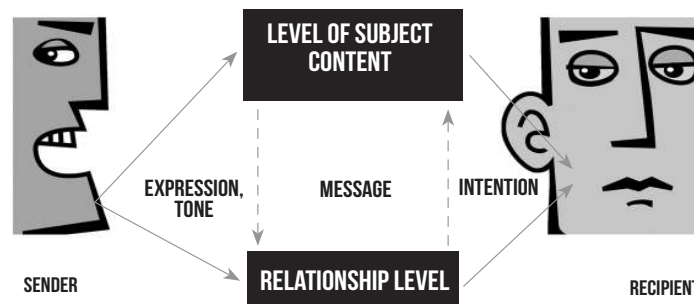 LEVEL OF SUBJECT
CONTENT
EXPRESSION,
TONE
MESSAGE
INTENTION
RELATIONSHIP LEVEL
SENDER
RECIPIENT